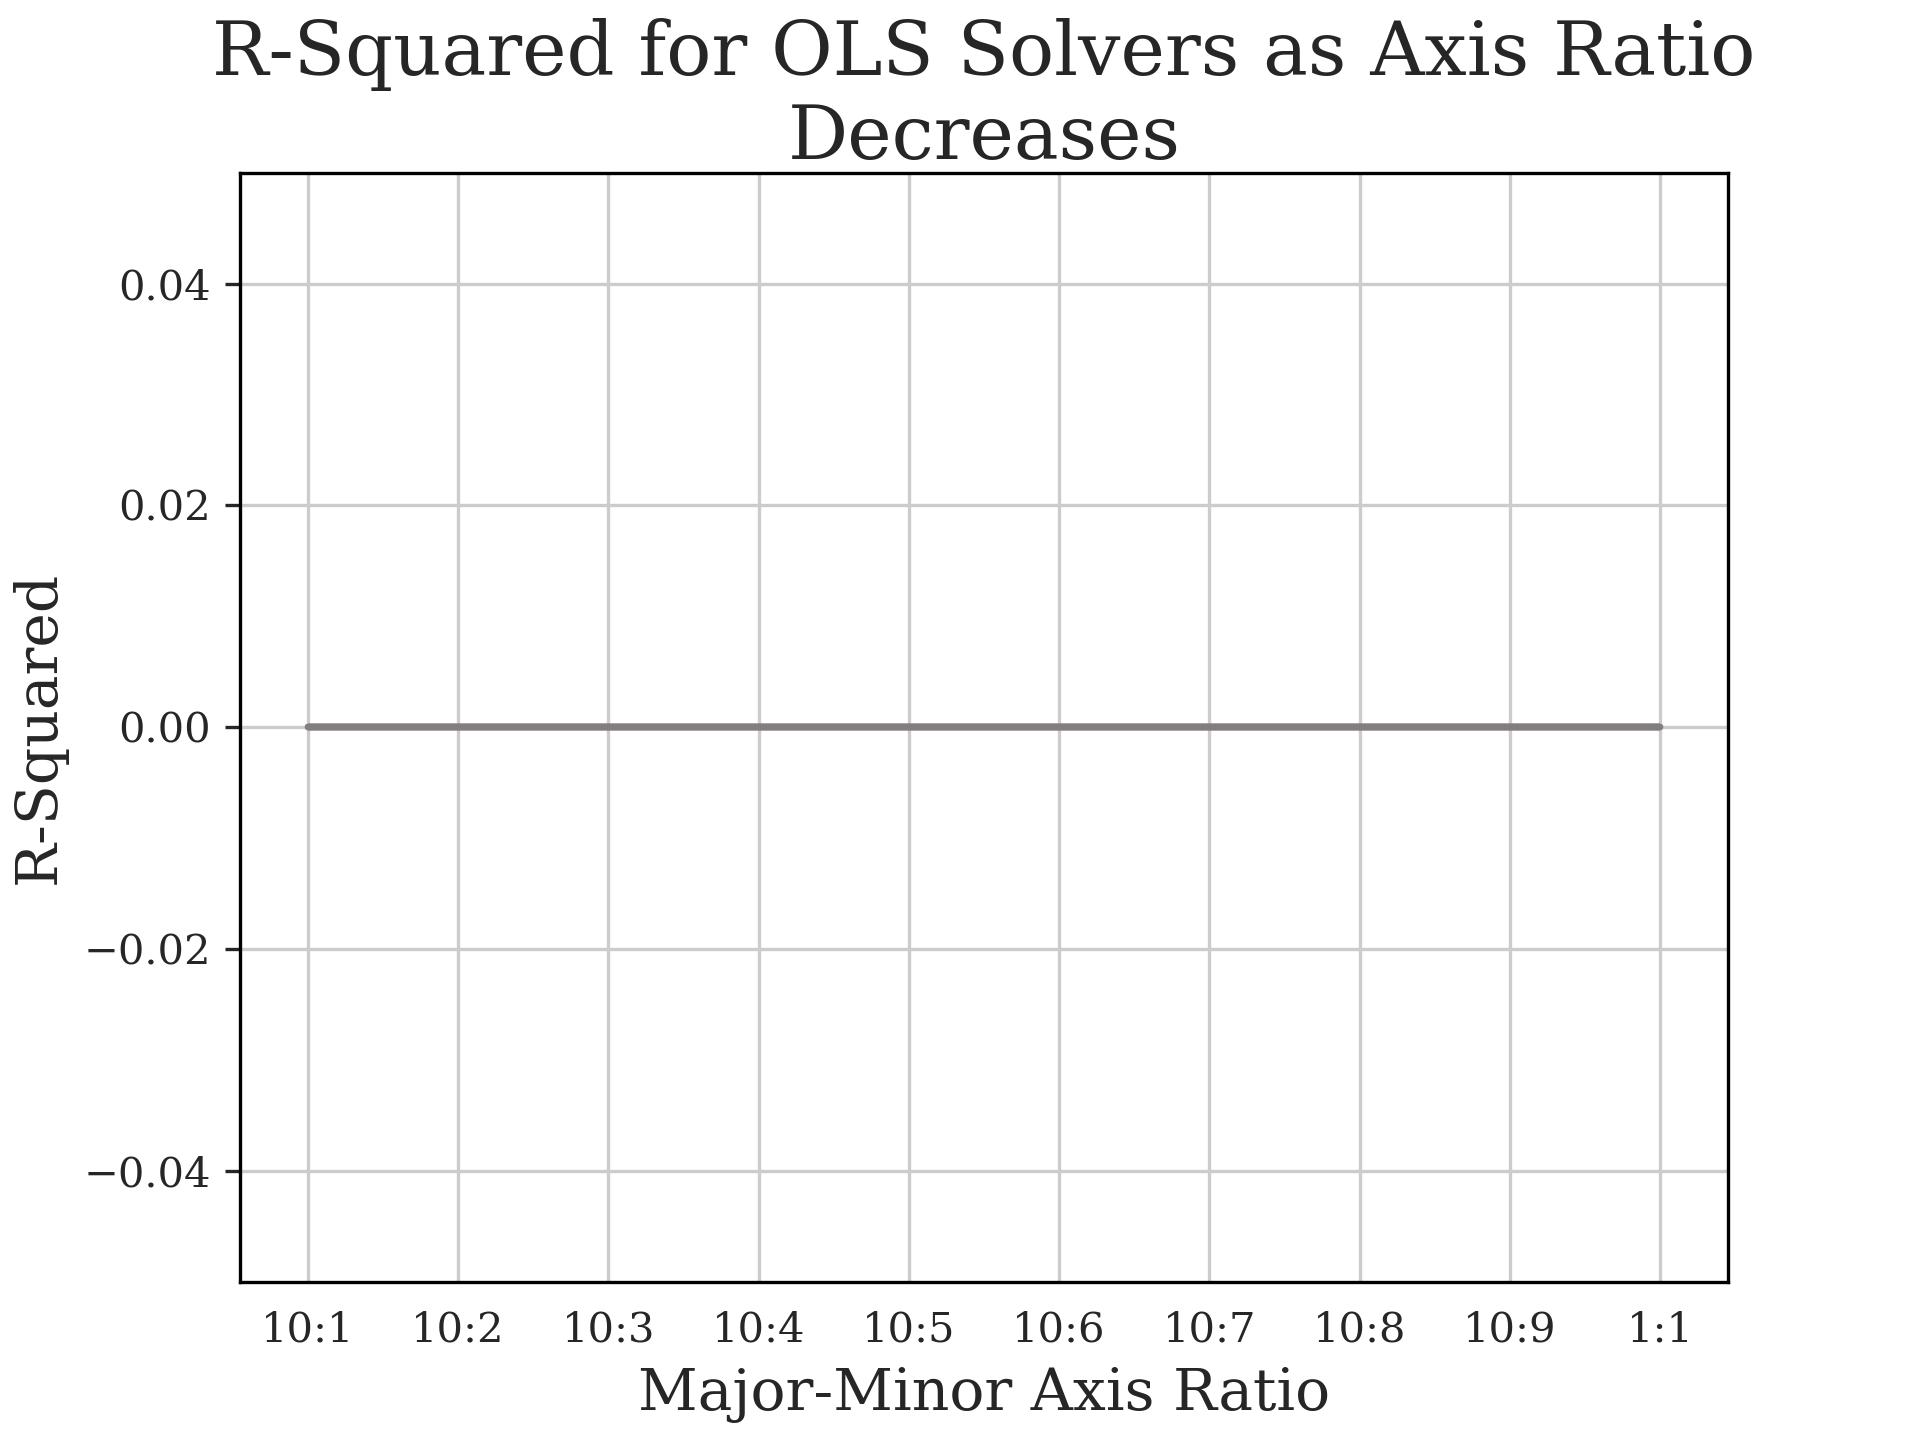 R-Squared for OLS Solvers as Axis Ratio
Decreases
0.04
0.02
0.00
−0.02
−0.04
R-Squared
10:1 10:2 10:3 10:4 10:5 10:6 10:7 10:8 10:9 1:1
Major-Minor Axis Ratio